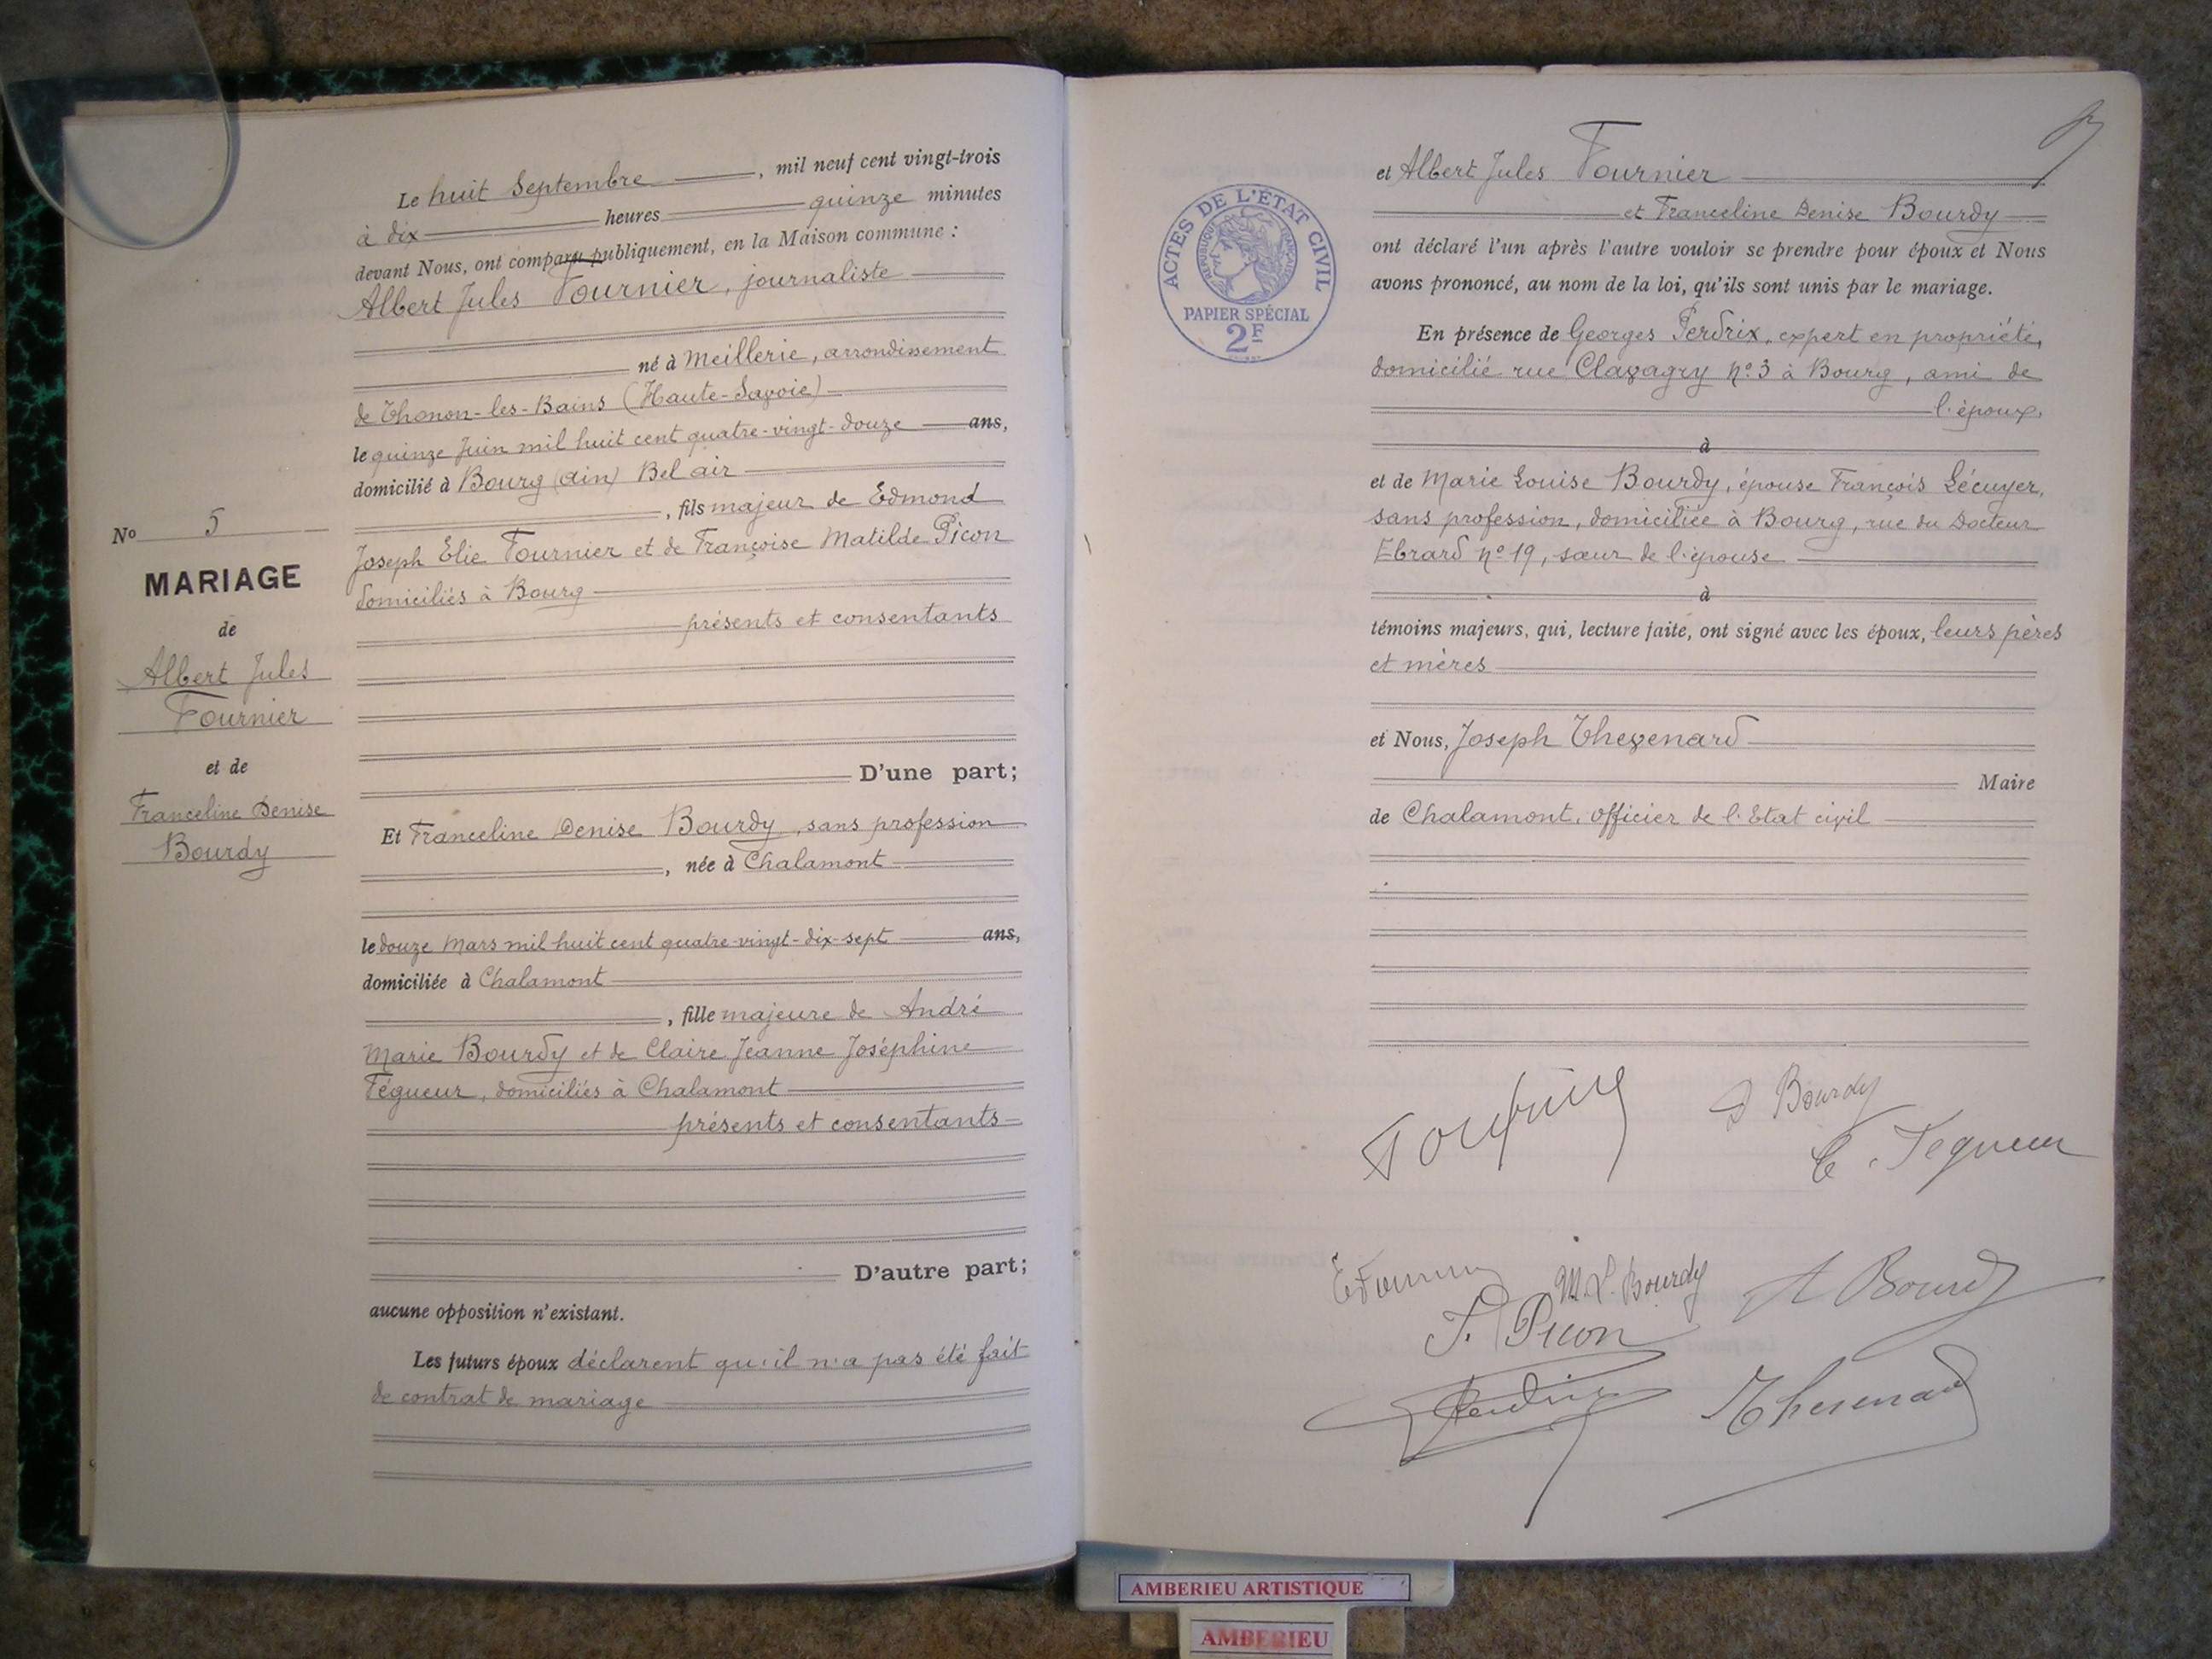 Le huit Septembre, mil neuf cent vingt-trois
à dix heures quinze minutes
devant Nous, ont comparu publiquement, en la Maison commune :
Albert Jules Fournier, journaliste
né à Meillerie, arrondissement
de Thonon-les-Bains (Haute-Savoie)
le quinze Juin mil huit cent quatre-vingt-douze ans,
domicilié à Bourg (Ain) Bel air
, fils majeur de Edmond
Joseph Elie Fournier et de Françoise Matilde Picon
domiciliés à Bourg
présents et consentants
D'une part;
Et Franceline Denise Bourdy, sans profession
, née à Chalamont
le douze Mars mil huit cent quatre-vingt-dix-sept ans,
domiciliée à Chalamont
, fille majeure de André
Marie Bourdy et de Claire Jeanne Joséphine
Tégueur, domiciliés à Chalamont
présents et consentants
D'autre part;
aucune opposition n'existant.
Les futurs époux déclarent qu'il n'a pas été fait
de contrat de mariage
No 5
MARIAGE
de
Albert Jules
Fournier
et de
Franceline Denise
Bourdy
et Albert Jules Fournier
et Franceline Denise Bourdy
ont déclaré l'un après l'autre vouloir se prendre pour époux et Nous
avons prononcé, au nom de la loi, qu'ils sont unis par le mariage.
En présence de Georges Perdrix, expert en propriété,
domicilié rue Clavagry no 3 à Bourg, ami de
l'époux.
à
et de Marie Louise Bourdy, épouse François Lécuyer,
sans profession, domiciliée à Bourg, rue du Docteur
Ebrard no 19, sœur de l'épouse
à
témoins majeurs, qui, lecture faite, ont signé avec les époux, leurs pères
et mères
et Nous, Joseph Thevenard
Maire
de Chalamont, officier de l'Etat civil
ACTES DE L'ÉTAT CIVIL
RÉPUBLIQUE FRANÇAISE
PAPIER SPÉCIAL
2F
D Bourdy
C. Tegueur
M.L. Bourdy
A Bourdy
F. Picon
Perdrix
Thevenard
AMBERIEU ARTISTIQUE
AMBERIEU